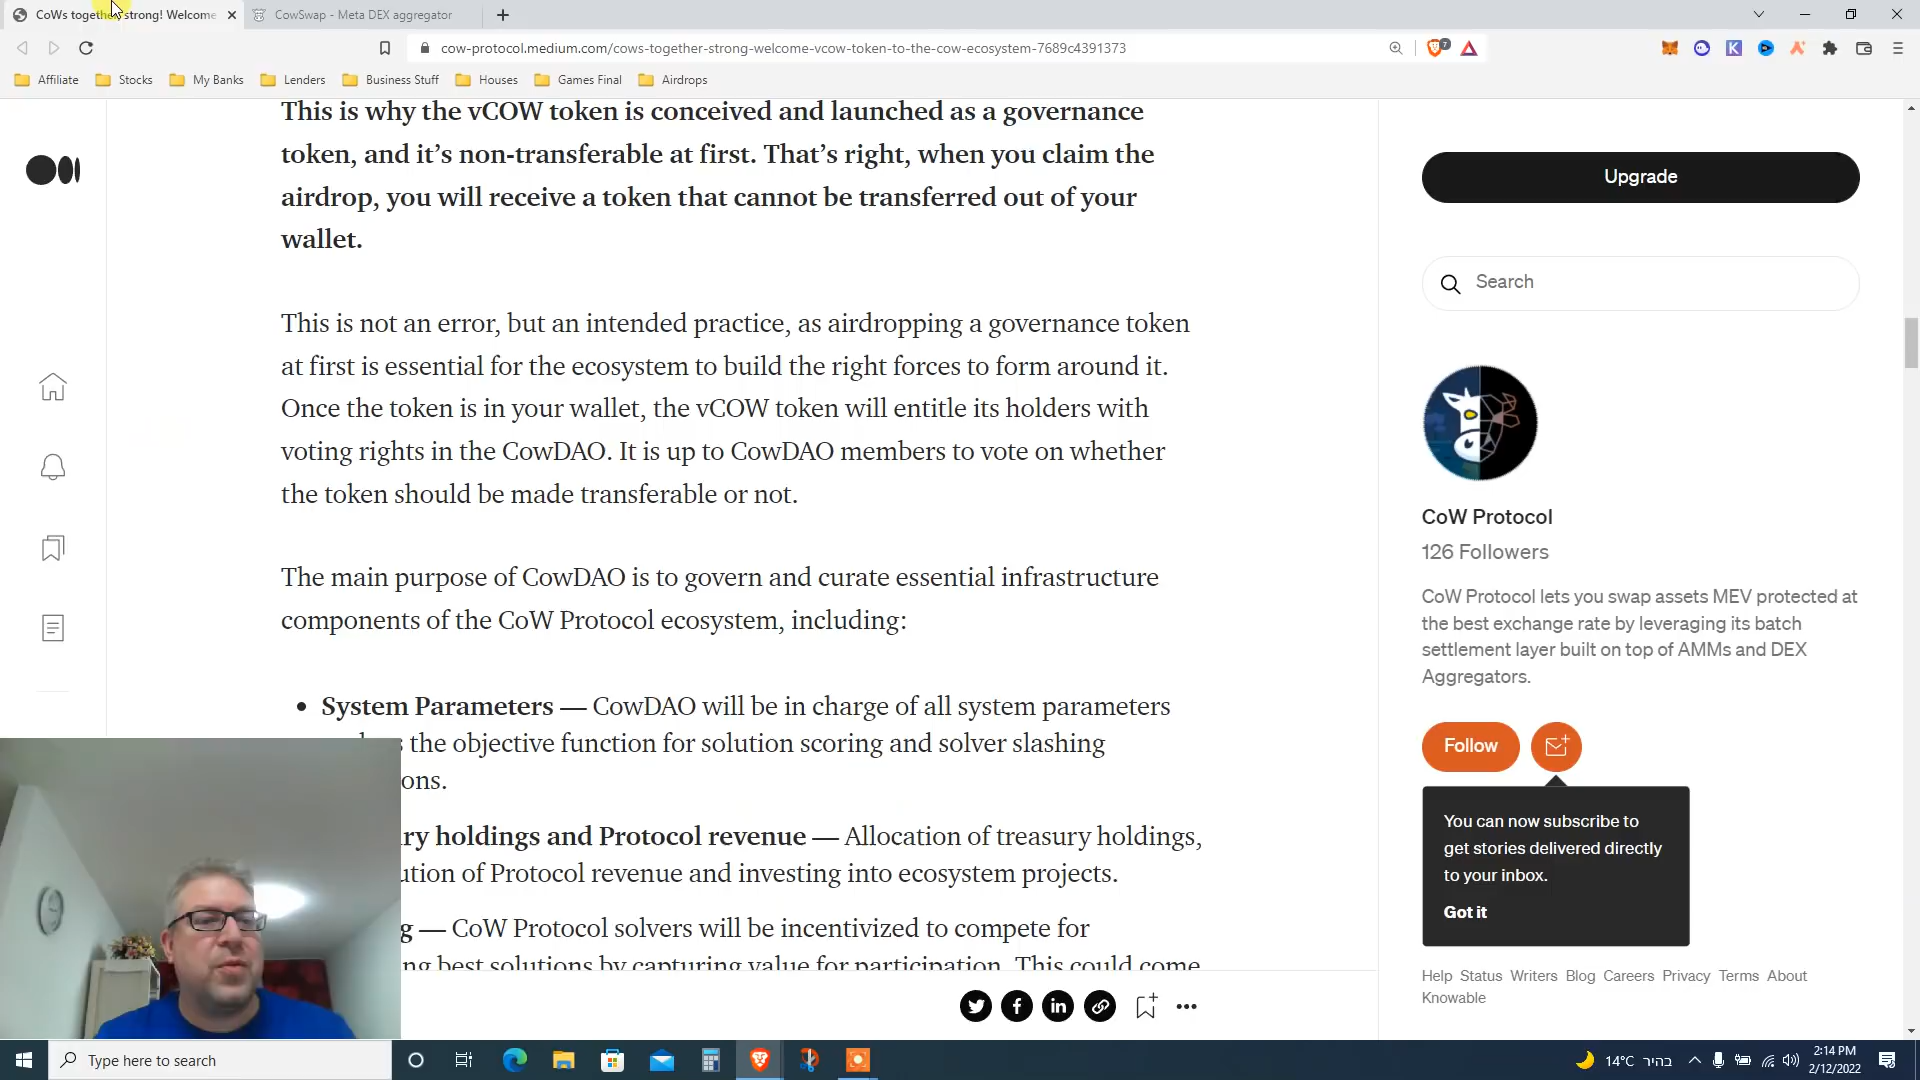 CoWs together strong! Welcome
CowSwap - Meta DEX aggregator
cow-protocol.medium.com/cows-together-strong-welcome-vcow-token-to-the-cow-ecosystem-7689c4391373
7
Affiliate
Stocks
My Banks
Lenders
Business Stuff
Houses
Games Final
Airdrops
This is why the vCOW token is conceived and launched as a governance
token, and it’s non-transferable at first. That’s right, when you claim the
airdrop, you will receive a token that cannot be transferred out of your
wallet.
This is not an error, but an intended practice, as airdropping a governance token
at first is essential for the ecosystem to build the right forces to form around it.
Once the token is in your wallet, the vCOW token will entitle its holders with
voting rights in the CowDAO. It is up to CowDAO members to vote on whether
the token should be made transferable or not.
The main purpose of CowDAO is to govern and curate essential infrastructure
components of the CoW Protocol ecosystem, including:
• System Parameters — CowDAO will be in charge of all system parameters
the objective function for solution scoring and solver slashing
ons.
ry holdings and Protocol revenue — Allocation of treasury holdings,
ution of Protocol revenue and investing into ecosystem projects.
g — CoW Protocol solvers will be incentivized to compete for
ng best solutions by capturing value for participation. This could come
Upgrade
Search
CoW Protocol
126 Followers
CoW Protocol lets you swap assets MEV protected at
the best exchange rate by leveraging its batch
settlement layer built on top of AMMs and DEX
Aggregators.
Follow
You can now subscribe to
get stories delivered directly
to your inbox.
Got it
Help Status Writers Blog Careers Privacy Terms About
Knowable
Type here to search
14°C בהיר
2:14 PM
2/12/2022